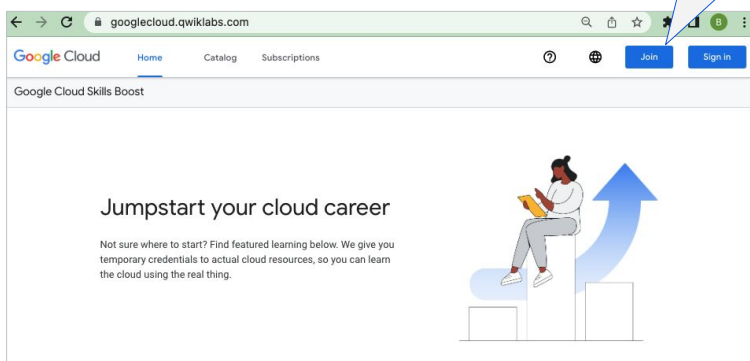 googlecloud.qwiklabs.com
B
Google Cloud Home Catalog Subscriptions Join Sign in
Google Cloud Skills Boost
Jumpstart your cloud career
Not sure where to start? Find featured learning below. We give you
temporary credentials to actual cloud resources, so you can learn
the cloud using the real thing.